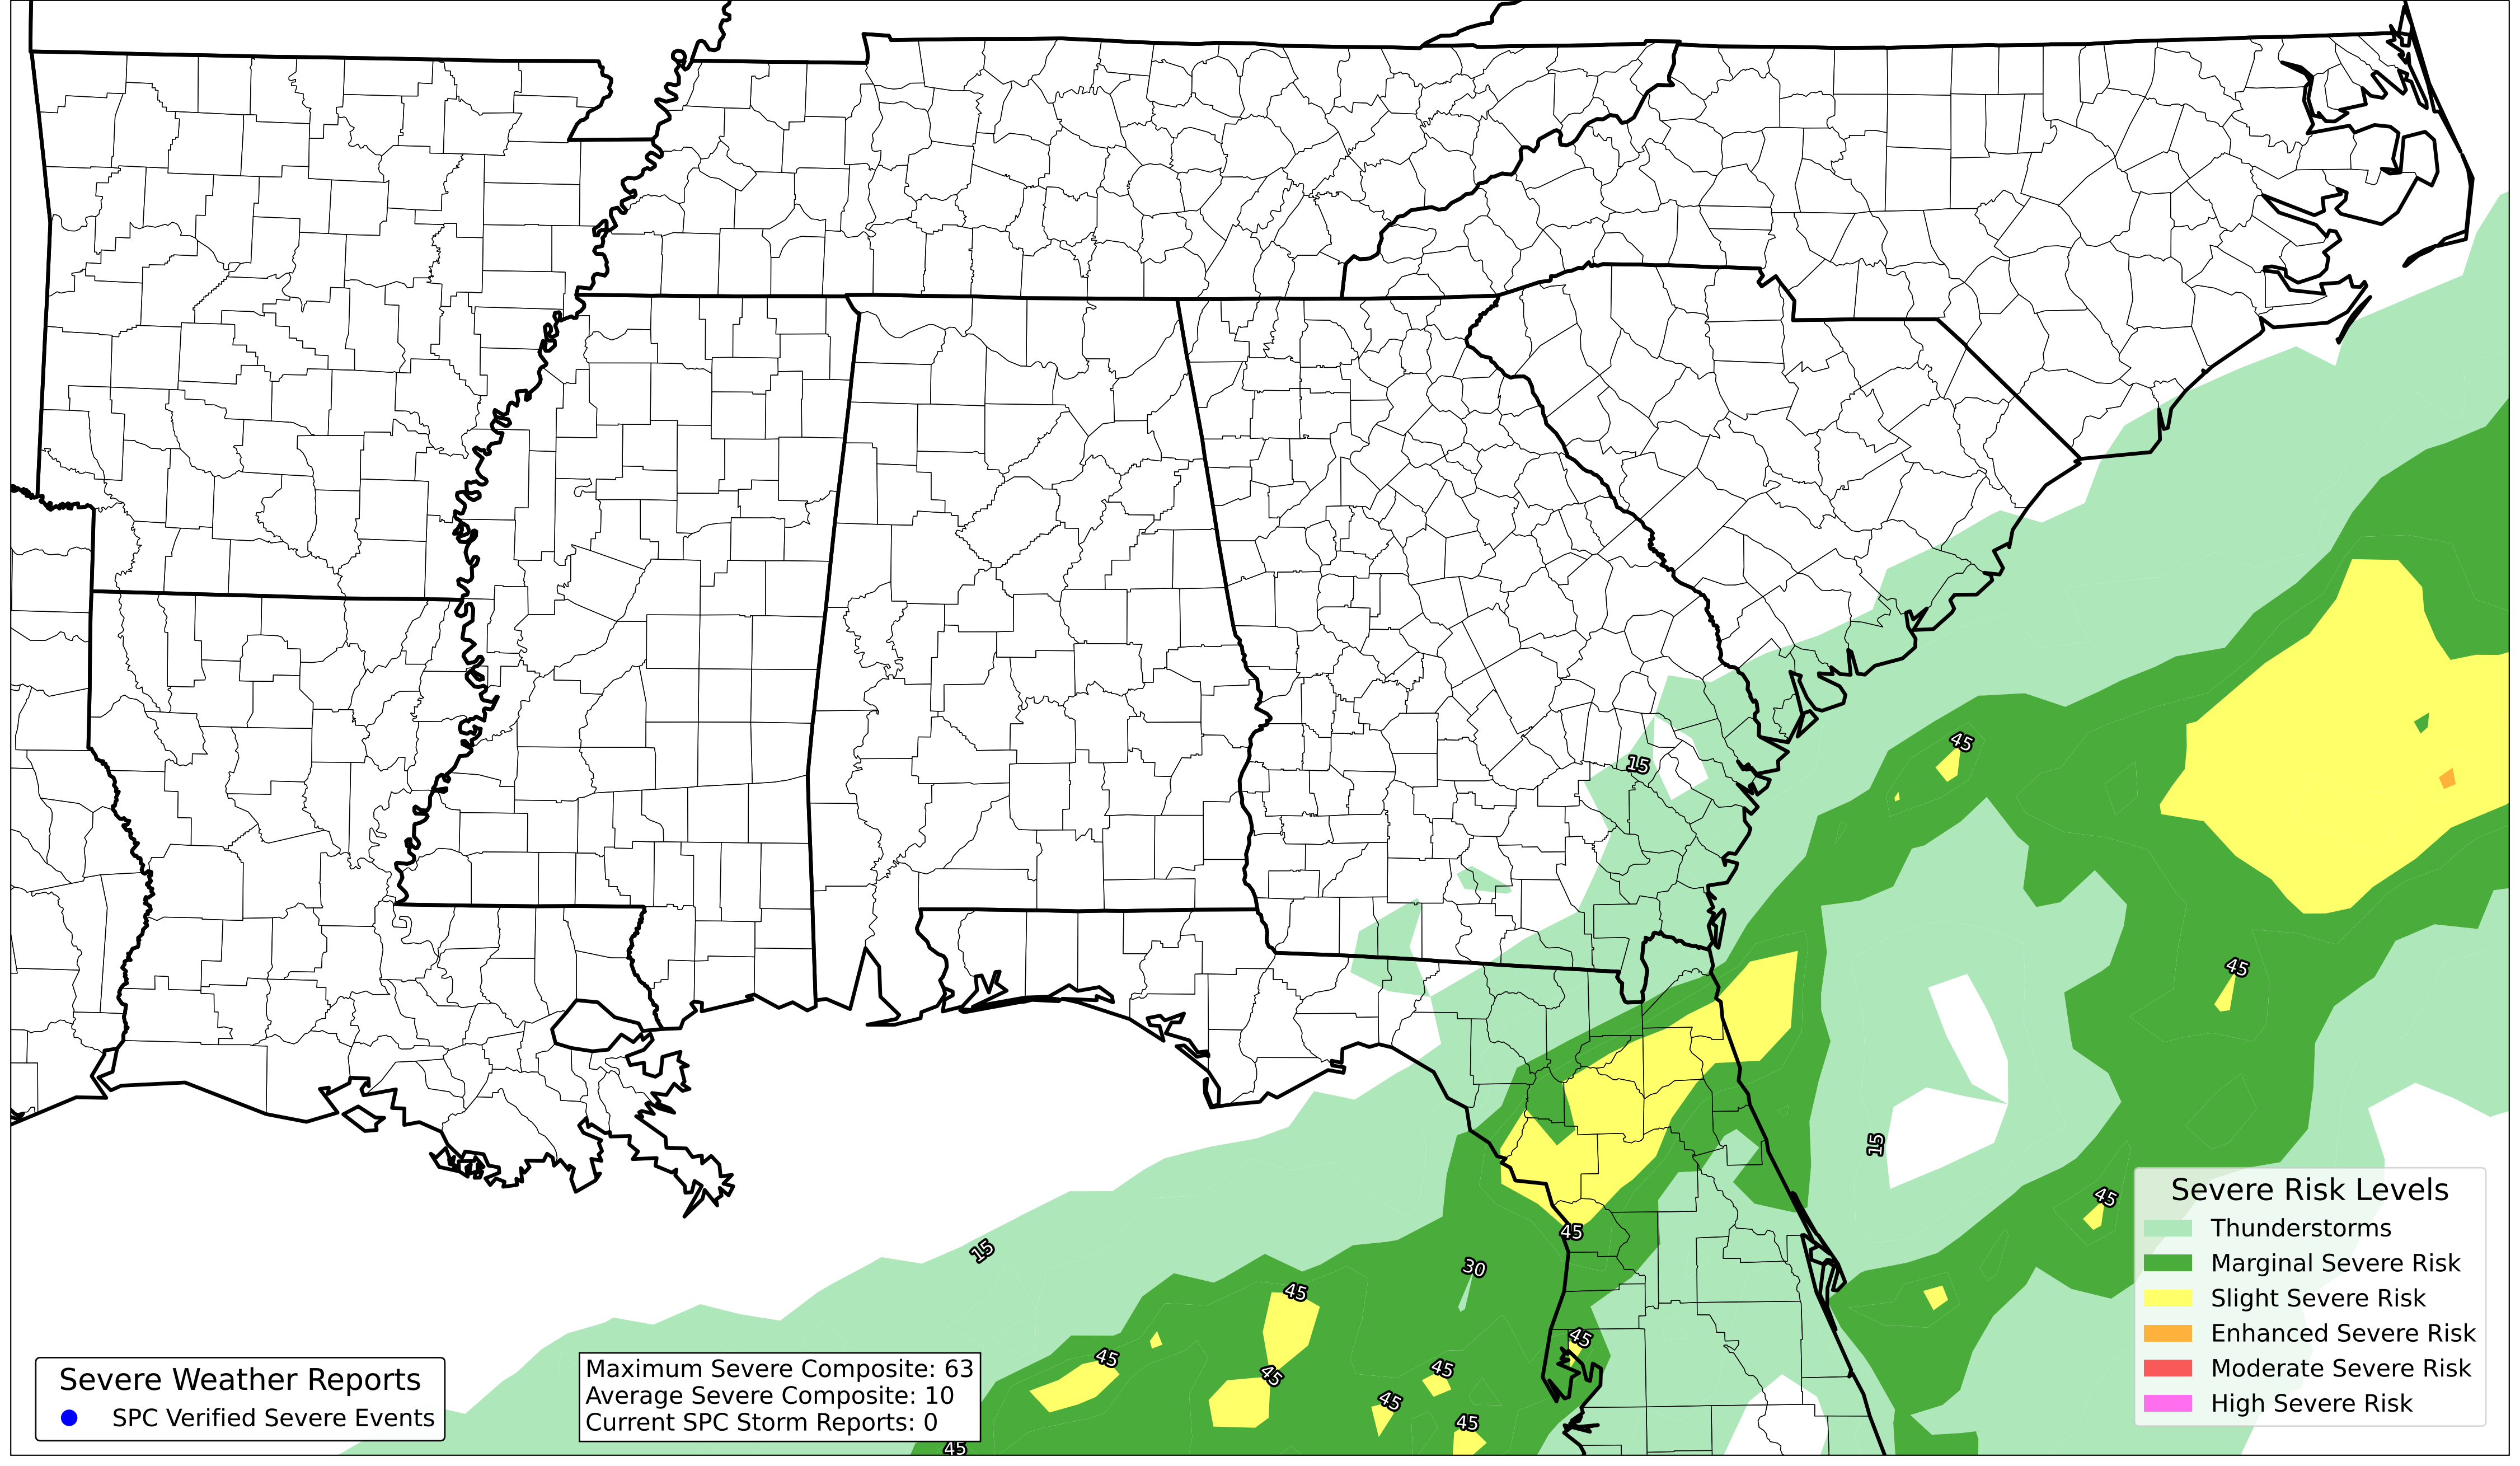 45
15
45
15
45
45
15
30
45
45
45
45
45
45
45
45
Severe Risk Levels
Thunderstorms
Marginal Severe Risk
Slight Severe Risk
Enhanced Severe Risk
Moderate Severe Risk
High Severe Risk
Severe Weather Reports
SPC Verified Severe Events
Maximum Severe Composite: 63
Average Severe Composite: 10
Current SPC Storm Reports: 0